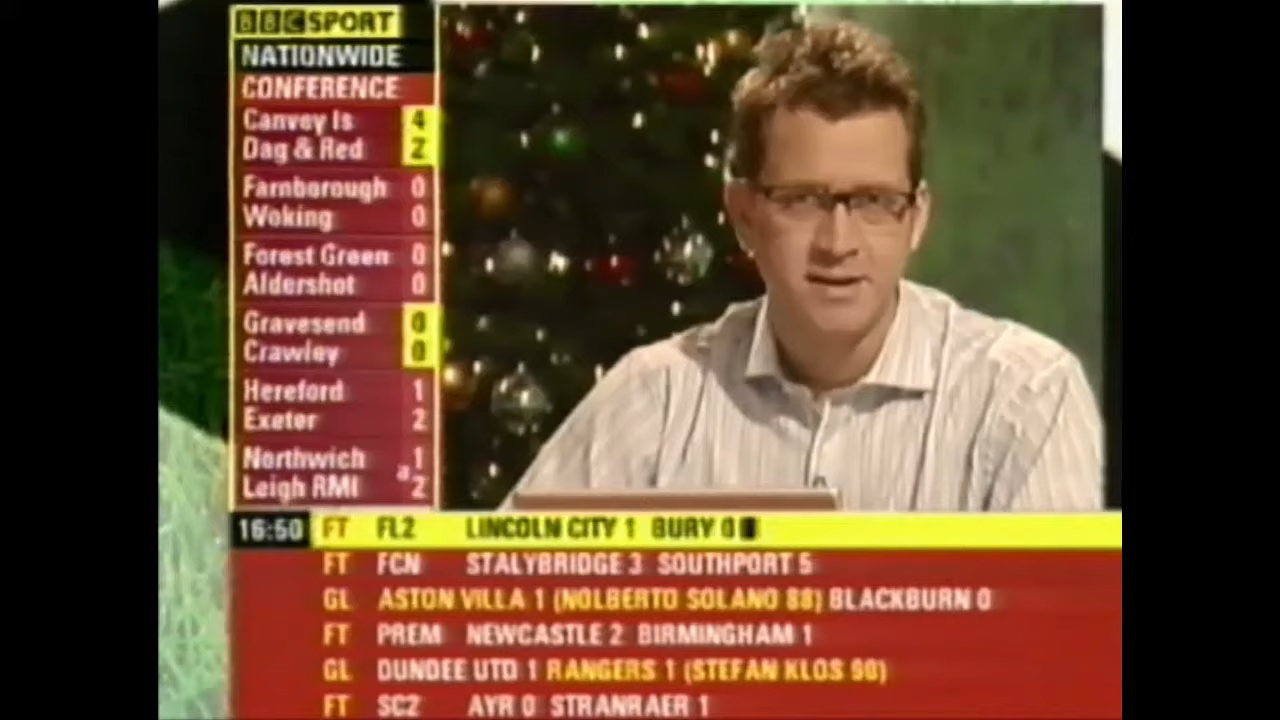 BBC SPORT
NATIONWIDE
CONFERENCE
Canvey Is 4
Dag & Red 2
Farnborough 0
Woking 0
Forest Green 0
Aldershot 0
Gravesend 0
Crawley 0
Hereford 1
Exeter 2
Northwich 1
a
Leigh RMI 2
16:50 FT FL2 LINCOLN CITY 1 BURY 0
FT FCN STALYBRIDGE 3 SOUTHPORT 5
GL ASTON VILLA 1 (NOLBERTO SOLANO 88) BLACKBURN 0
FT PREM NEWCASTLE 2 BIRMINGHAM 1
GL DUNDEE UTD 1 RANGERS 1 (STEFAN KLOS 90)
FT SC2 AYR 0 STRANRAER 1